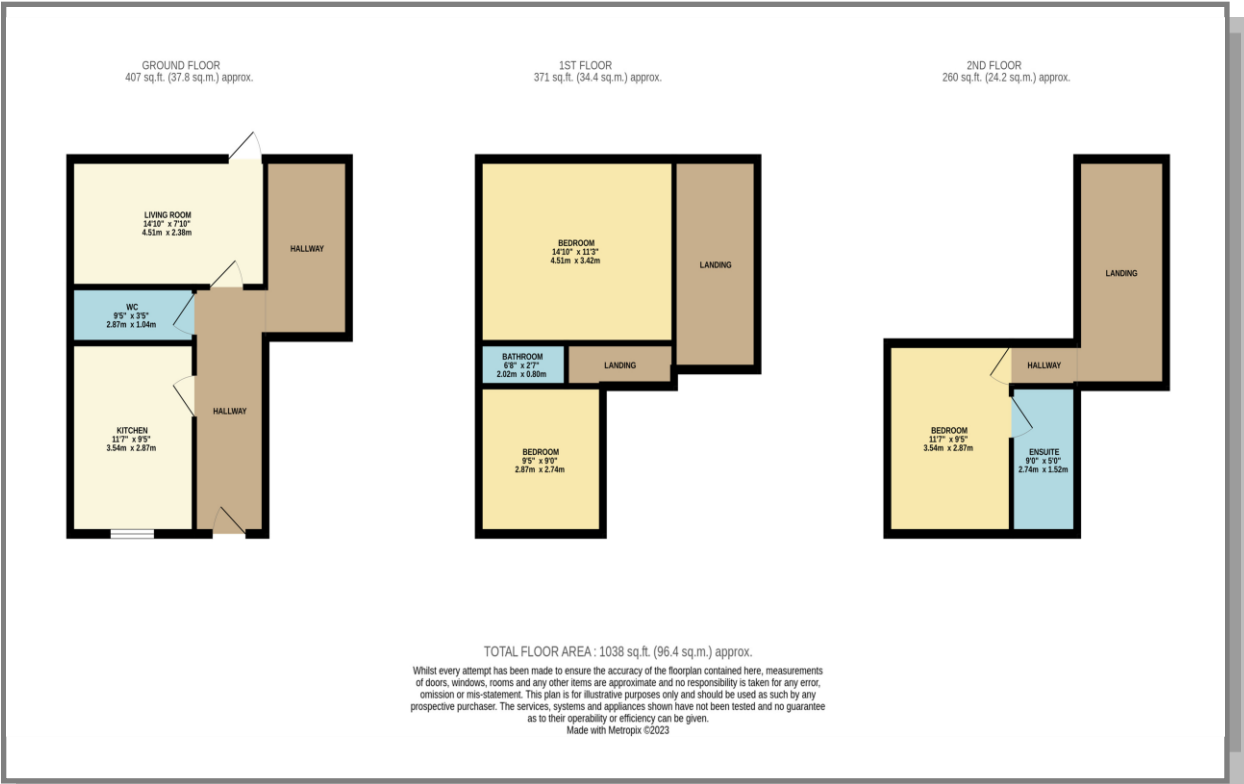 GROUND FLOOR
407 sq.ft. (37.8 sq.m.) approx.
1ST FLOOR
371 sq.ft. (34.4 sq.m.) approx.
2ND FLOOR
260 sq.ft. (24.2 sq.m.) approx.
LIVING ROOM
14'10" x 7'10"
4.51m x 2.38m
HALLWAY
WC
9'5" x 3'5"
2.87m x 1.04m
HALLWAY
KITCHEN
11'7" x 9'5"
3.54m x 2.87m
BEDROOM
14'10" x 11'3"
4.51m x 3.42m
LANDING
BATHROOM
6'8" x 2'7"
2.02m x 0.80m
LANDING
BEDROOM
9'5" x 9'0"
2.87m x 2.74m
LANDING
HALLWAY
BEDROOM
11'7" x 9'5"
3.54m x 2.87m
ENSUITE
9'0" x 5'0"
2.74m x 1.52m
TOTAL FLOOR AREA : 1038 sq.ft. (96.4 sq.m.) approx.
Whilst every attempt has been made to ensure the accuracy of the floorplan contained here, measurements
of doors, windows, rooms and any other items are approximate and no responsibility is taken for any error,
omission or mis-statement. This plan is for illustrative purposes only and should be used as such by any
prospective purchaser. The services, systems and appliances shown have not been tested and no guarantee
as to their operability or efficiency can be given.
Made with Metropix ©2023